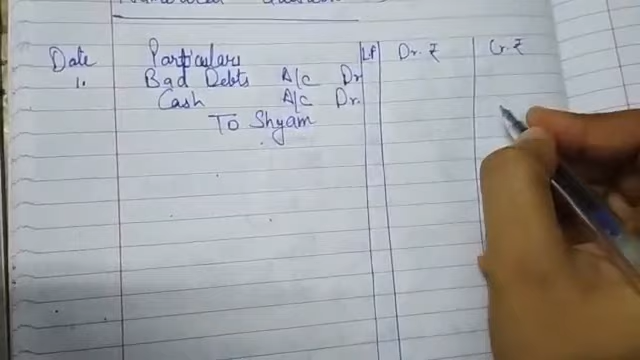 Date Particulars LF Dr. ₹ Cr. ₹
1. Bad Debts A/C Dr
Cash A/C Dr.
To Shyam